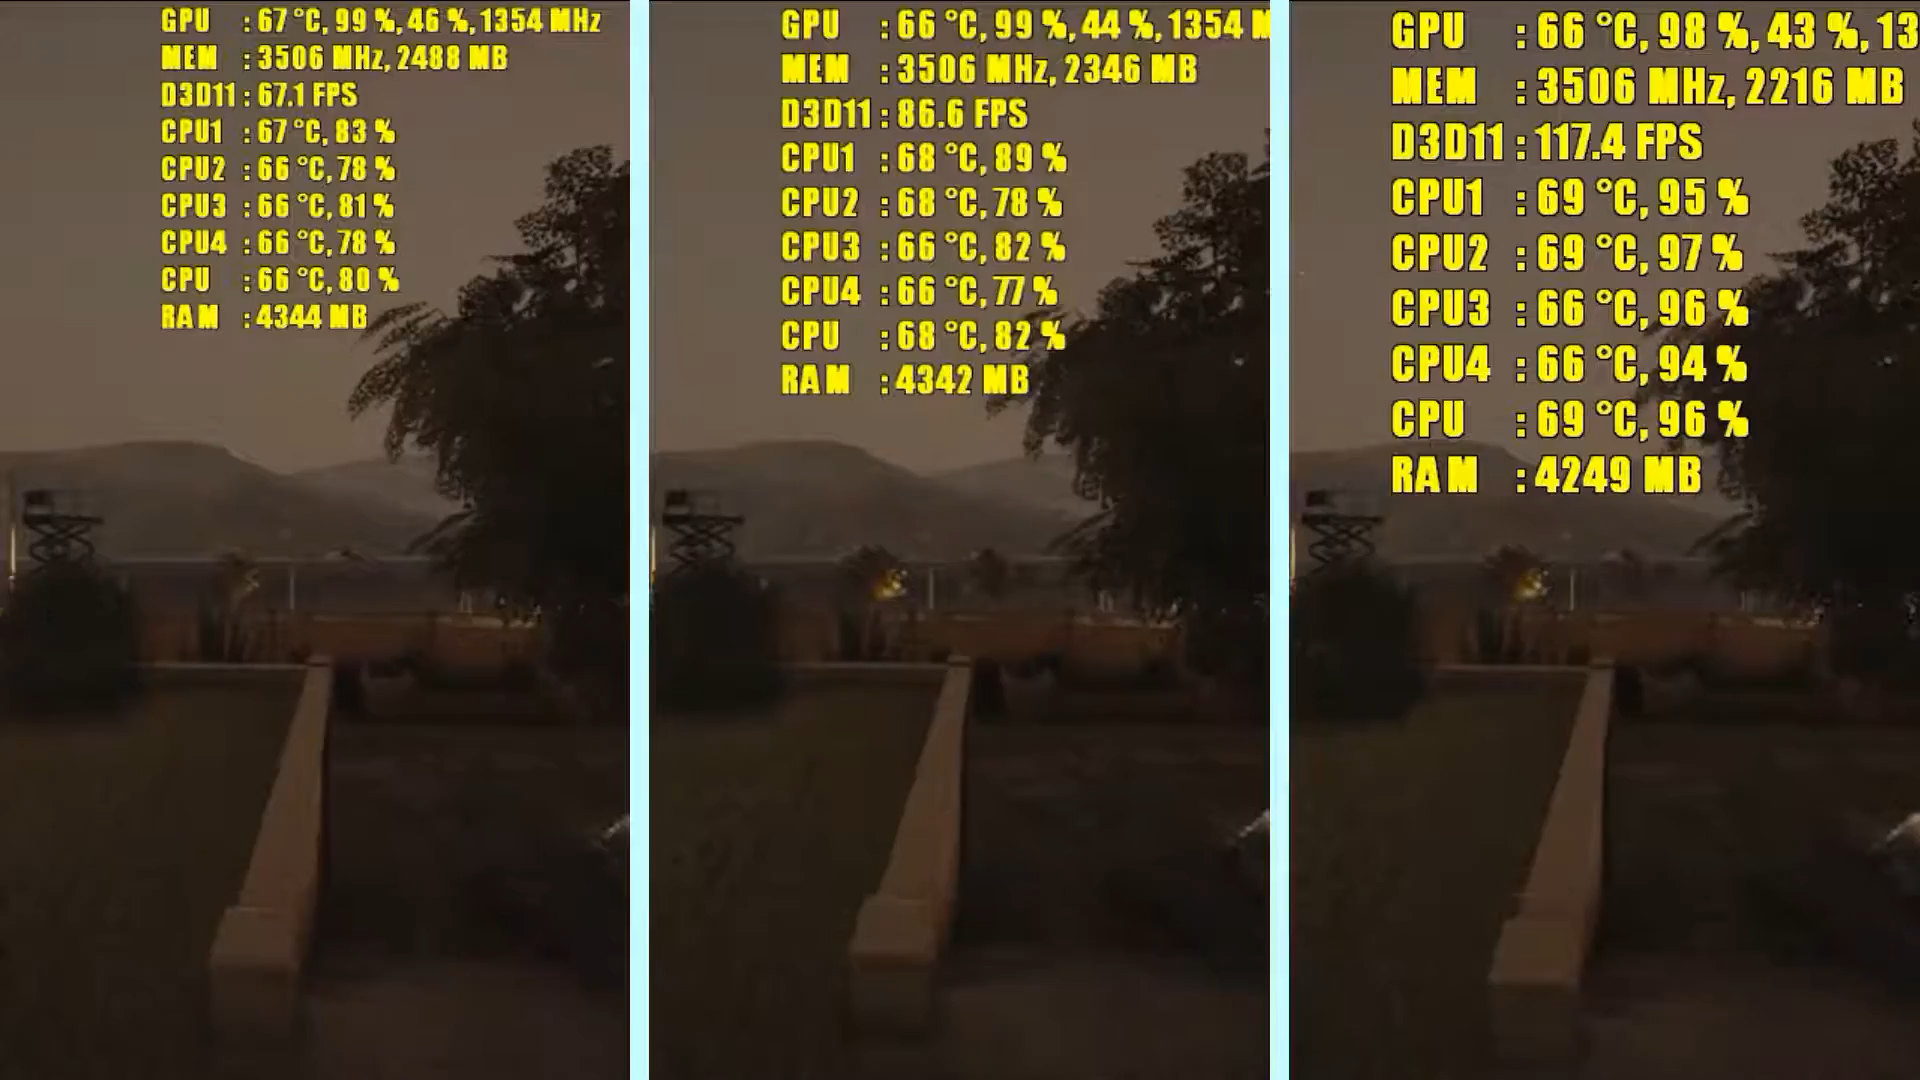 GPU : 67 °C, 99 %, 46 %, 1354 MHz
MEM : 3506 MHz, 2488 MB
D3D11 : 67.1 FPS
CPU1 : 67 °C, 83 %
CPU2 : 66 °C, 78 %
CPU3 : 66 °C, 81 %
CPU4 : 66 °C, 78 %
CPU : 66 °C, 80 %
RAM : 4344 MB
GPU : 66 °C, 99 %, 44 %, 1354 M
MEM : 3506 MHz, 2346 MB
D3D11 : 86.6 FPS
CPU1 : 68 °C, 89 %
CPU2 : 68 °C, 78 %
CPU3 : 66 °C, 82 %
CPU4 : 66 °C, 77 %
CPU : 68 °C, 82 %
RAM : 4342 MB
GPU : 66 °C, 98 %, 43 %, 13
MEM : 3506 MHz, 2216 MB
D3D11 : 117.4 FPS
CPU1 : 69 °C, 95 %
CPU2 : 69 °C, 97 %
CPU3 : 66 °C, 96 %
CPU4 : 66 °C, 94 %
CPU : 69 °C, 96 %
RAM : 4249 MB